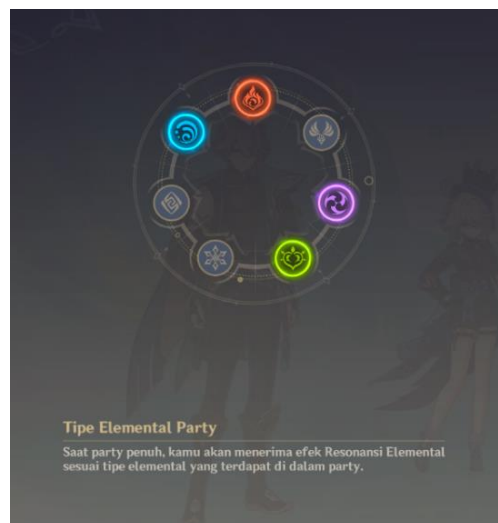 Tipe Elemental Party
Saat party penuh, kamu akan menerima efek Resonansi Elemental
sesuai tipe elemental yang terdapat di dalam party.